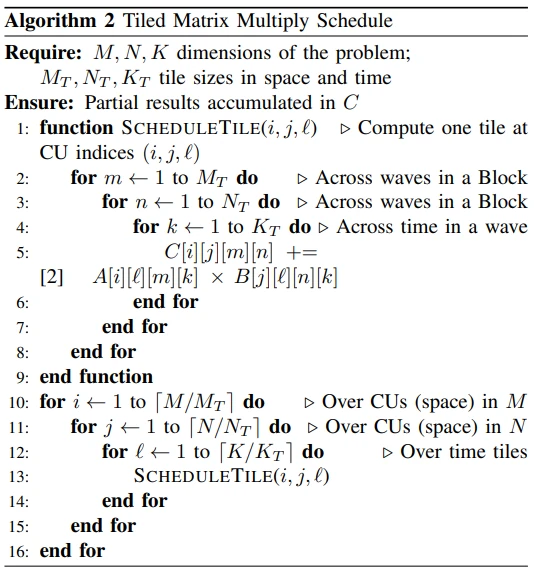 Algorithm 2 Tiled Matrix Multiply Schedule
Require: M, N, K dimensions of the problem;
M_T, N_T, K_T tile sizes in space and time
Ensure: Partial results accumulated in C
1: function SCHEDULETILE(i, j, ℓ) ▷ Compute one tile at
CU indices (i, j, ℓ)
2: for m ← 1 to M_T do ▷ Across waves in a Block
3: for n ← 1 to N_T do ▷ Across waves in a Block
4: for k ← 1 to K_T do ▷ Across time in a wave
5: C[i][j][m][n] +=
[2] A[i][ℓ][m][k] × B[j][ℓ][n][k]
6: end for
7: end for
8: end for
9: end function
10: for i ← 1 to ⌈M/M_T⌉ do ▷ Over CUs (space) in M
11: for j ← 1 to ⌈N/N_T⌉ do ▷ Over CUs (space) in N
12: for ℓ ← 1 to ⌈K/K_T⌉ do ▷ Over time tiles
13: SCHEDULETILE(i, j, ℓ)
14: end for
15: end for
16: end for